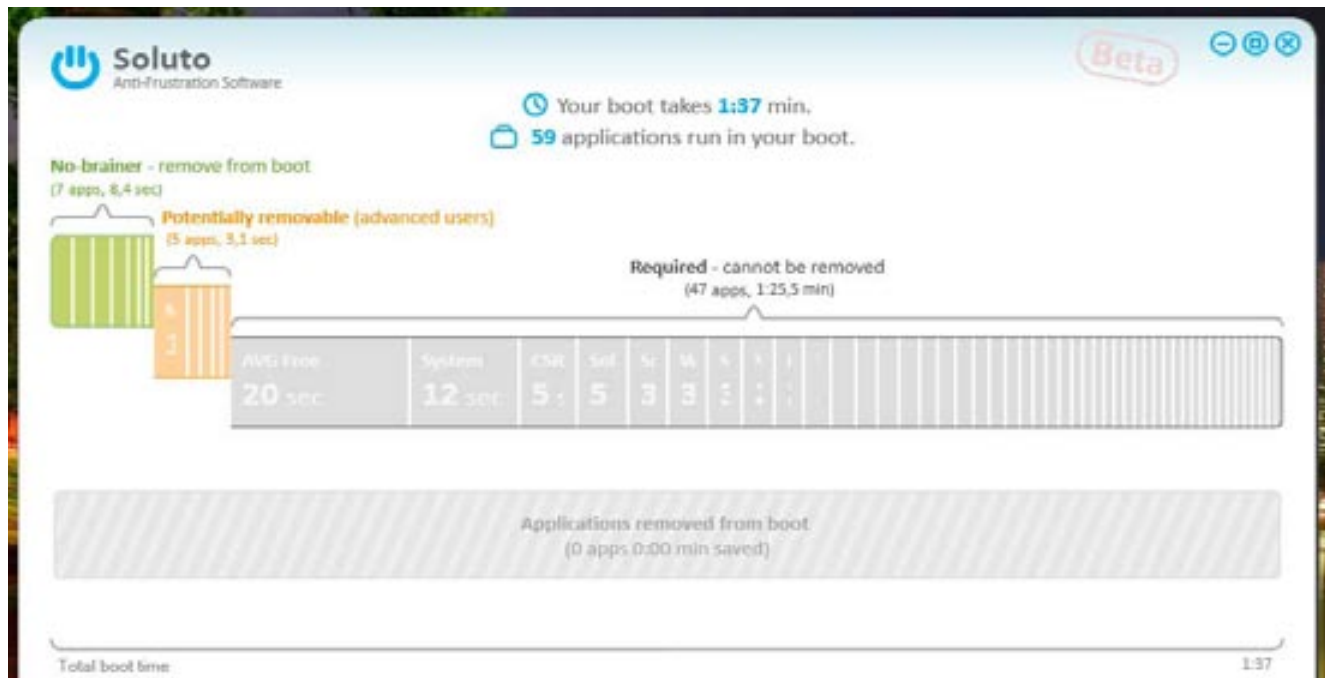 Soluto
Anti-Frustration Software
Beta
Your boot takes 1:37 min.
59 applications run in your boot.
No-brainer - remove from boot
(7 apps, 8,4 sec)
Potentially removable (advanced users)
(5 apps, 3,1 sec)
Required - cannot be removed
(47 apps, 1:25,5 min)
AVG Free System CSR Sol Sc
20 sec 12 sec 5 5 3 3
Applications removed from boot
(0 apps 0:00 min saved)
Total boot time 1:37